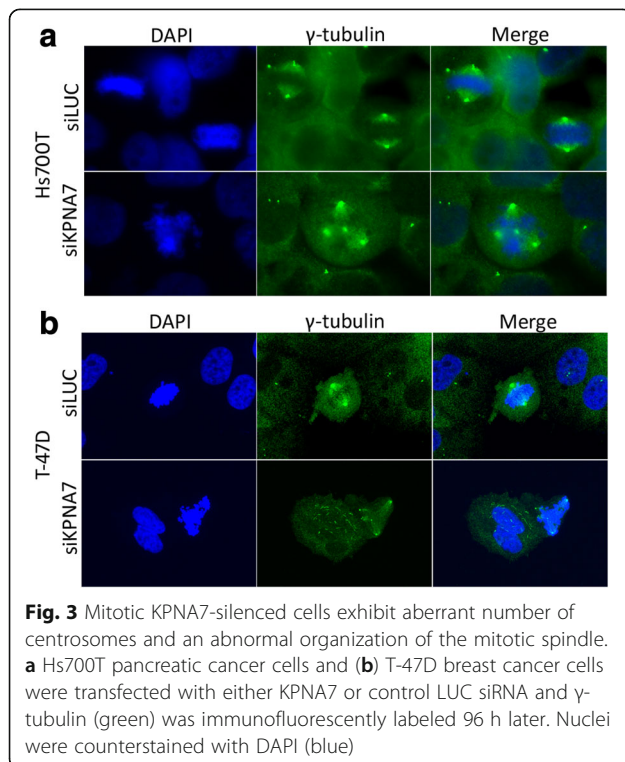 a
DAPI γ-tubulin Merge
siLUC
Hs700T
siKPNA7
b
DAPI γ-tubulin Merge
siLUC
T-47D
siKPNA7
Fig. 3 Mitotic KPNA7-silenced cells exhibit aberrant number of
centrosomes and an abnormal organization of the mitotic spindle.
a Hs700T pancreatic cancer cells and (b) T-47D breast cancer cells
were transfected with either KPNA7 or control LUC siRNA and γ-
tubulin (green) was immunofluorescently labeled 96 h later. Nuclei
were counterstained with DAPI (blue)